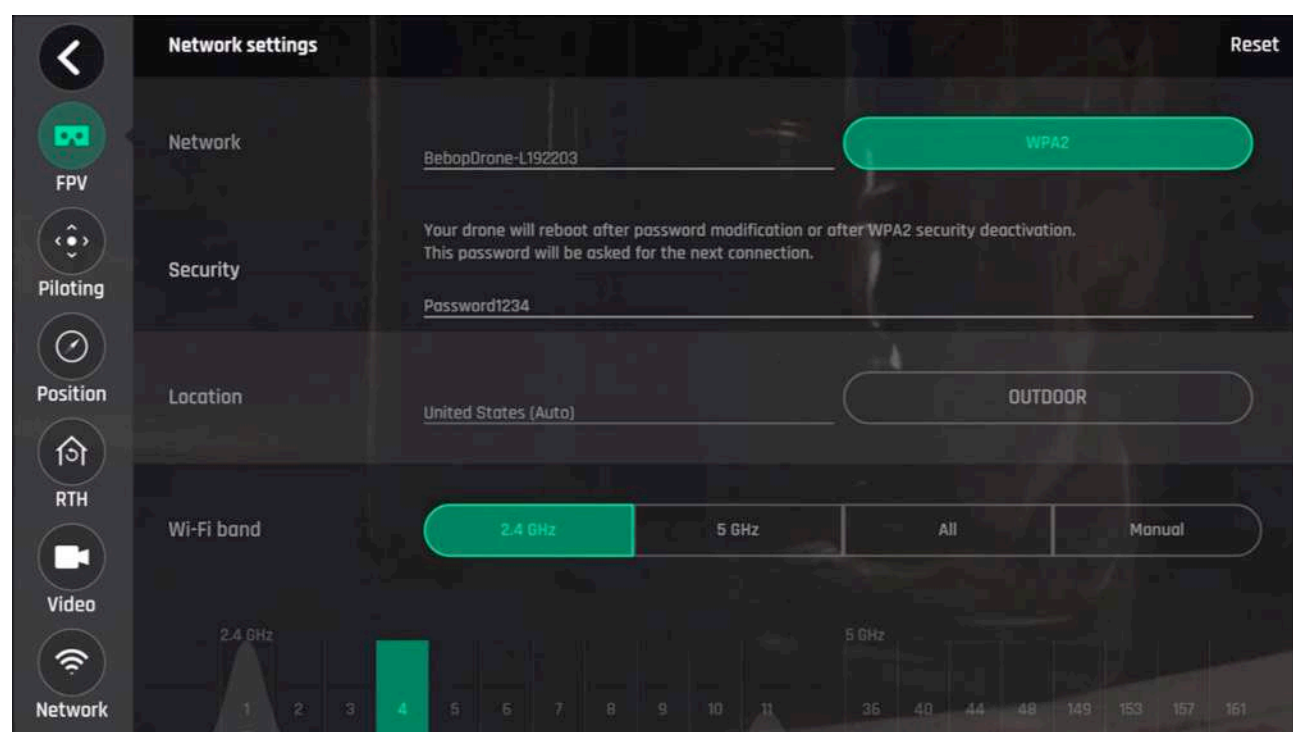 Network settings
Reset
FPV
Piloting
Position
RTH
Video
Network
Network
BebopDrone-L192203
WPA2
Security
Your drone will reboot after password modification or after WPA2 security deactivation.
This password will be asked for the next connection.
Password1234
Location
United States (Auto)
OUTDOOR
Wi-Fi band
2.4 GHz
5 GHz
All
Manual
2.4 GHz
5 GHz
1 2 3 4 5 6 7 8 9 10 11
36 40 44 48 149 153 157 161